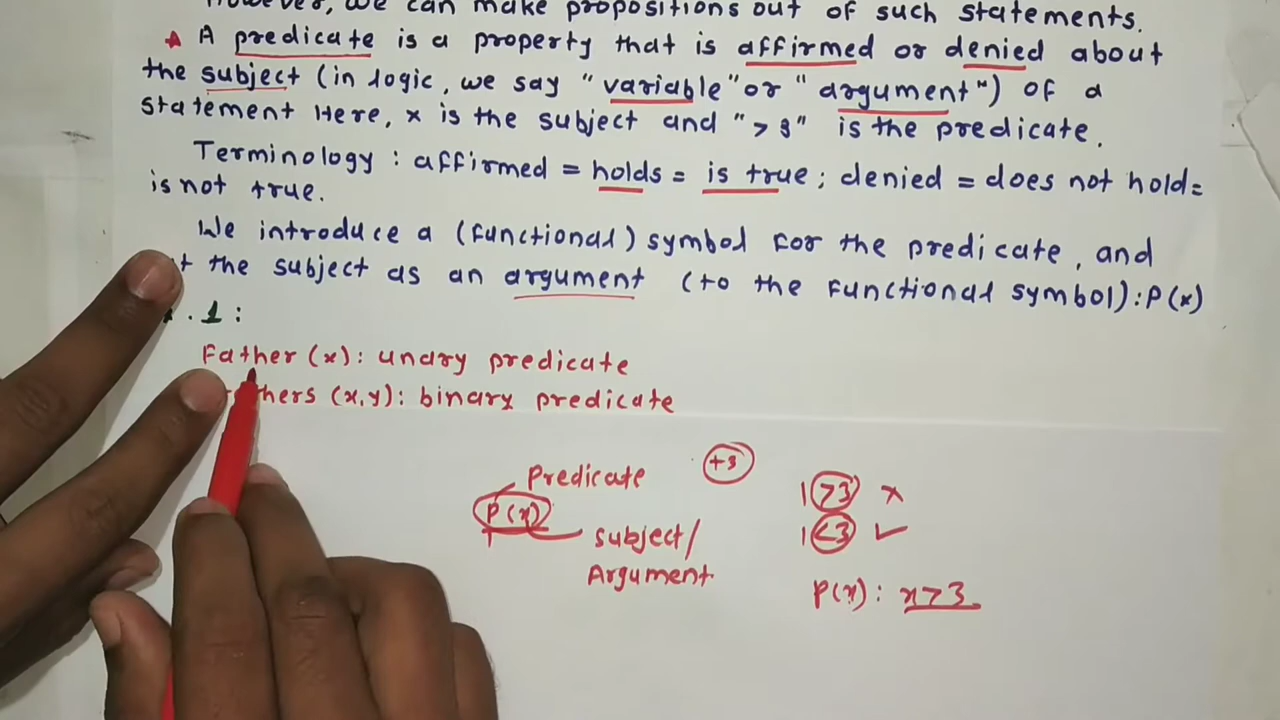 However, we can make propositions out of such statements.
A predicate is a property that is affirmed or denied about
the subject (in logic, we say "variable" or "argument") of a
statement Here, x is the subject and "> 3" is the predicate.
Terminology : affirmed = holds = is true; denied = does not hold =
is not true.
We introduce a (functional) symbol for the predicate, and
the subject as an argument (to the functional symbol): P(x)
. 1 :
Father (x) : unary predicate
thers (x,y) : binary predicate
Predicate
P(x)
subject/
Argument
+3
1 >3 ×
1 <3 ✓
P(x) : x>3